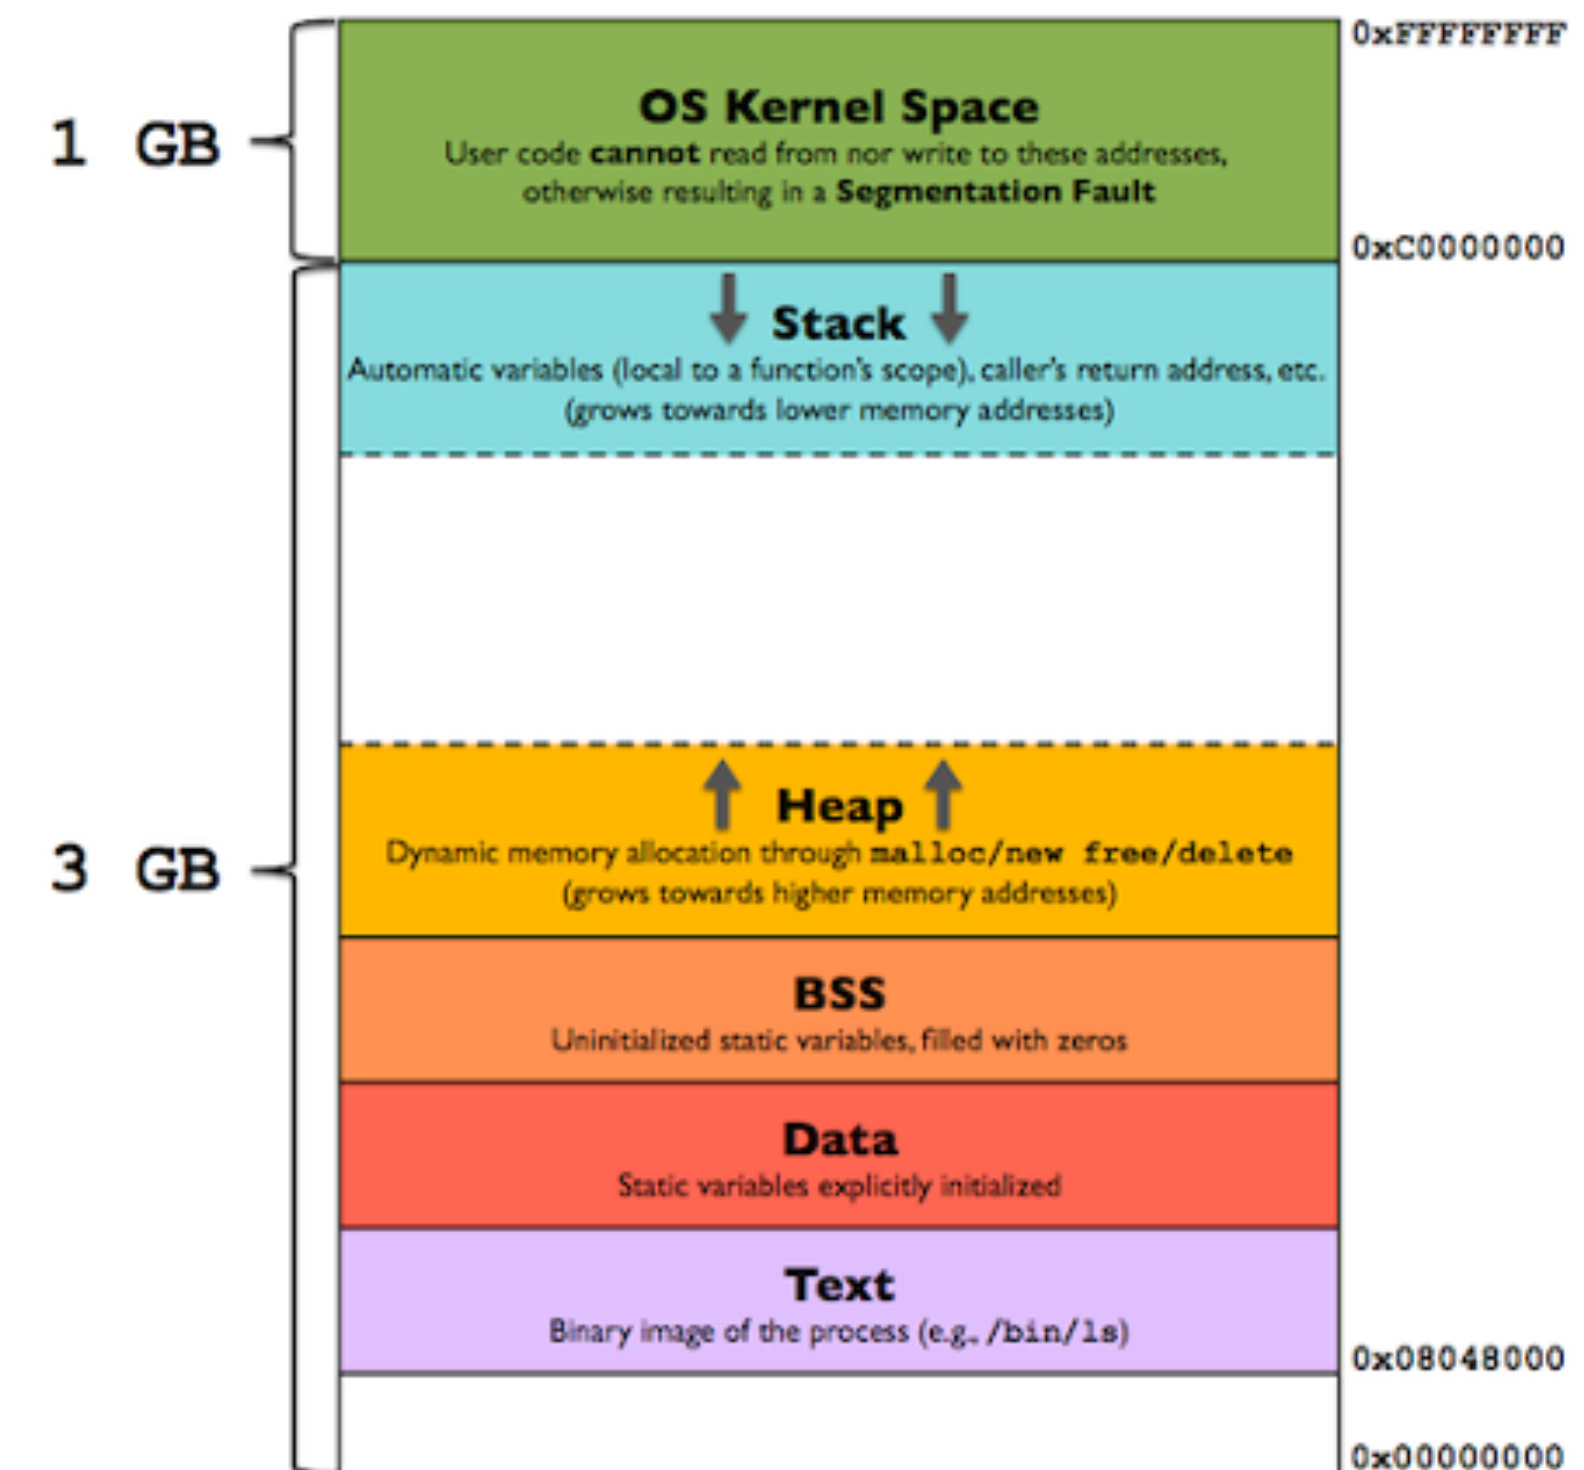 0xFFFFFFFF
OS Kernel Space
1 GB
User code cannot read from nor write to these addresses,
otherwise resulting in a Segmentation Fault
0xC0000000
Stack
Automatic variables (local to a function's scope), caller's return address, etc.
(grows towards lower memory addresses)
Heap
3 GB
Dynamic memory allocation through malloc/new free/delete
(grows towards higher memory addresses)
BSS
Uninitialized static variables, filled with zeros
Data
Static variables explicitly initialized
Text
Binary image of the process (e.g., /bin/ls)
0x08048000
0x00000000